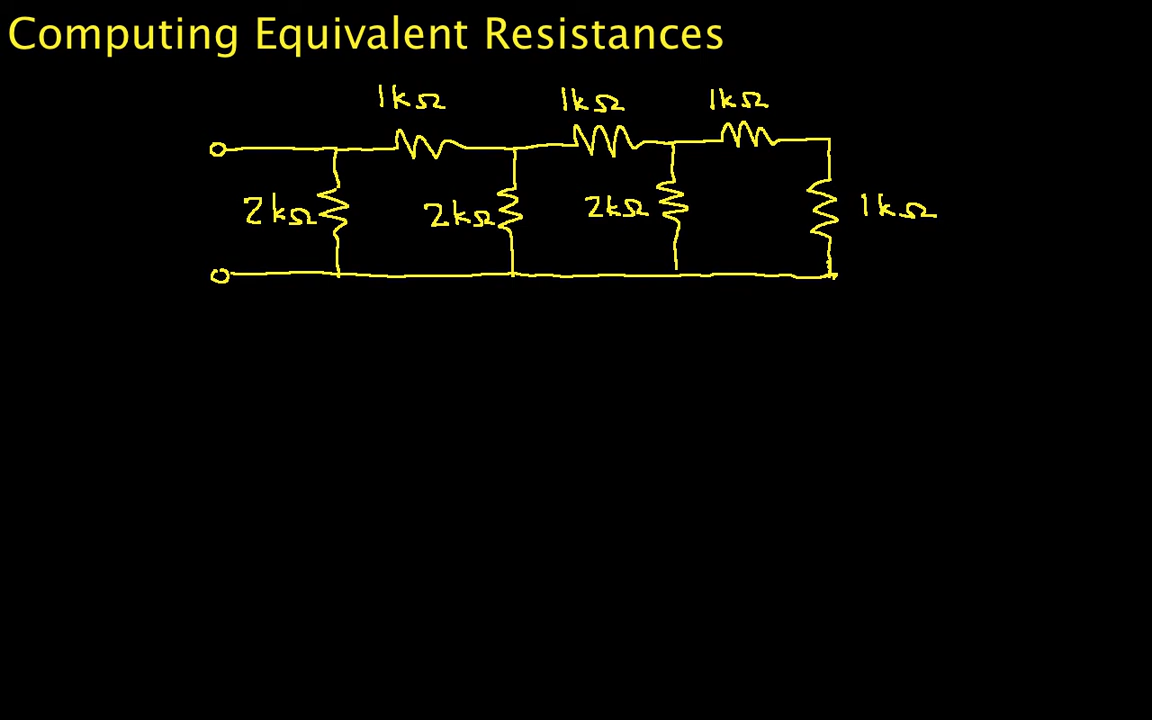 Computing Equivalent Resistances
1kΩ 1kΩ 1kΩ
2kΩ 2kΩ 2kΩ 1kΩ